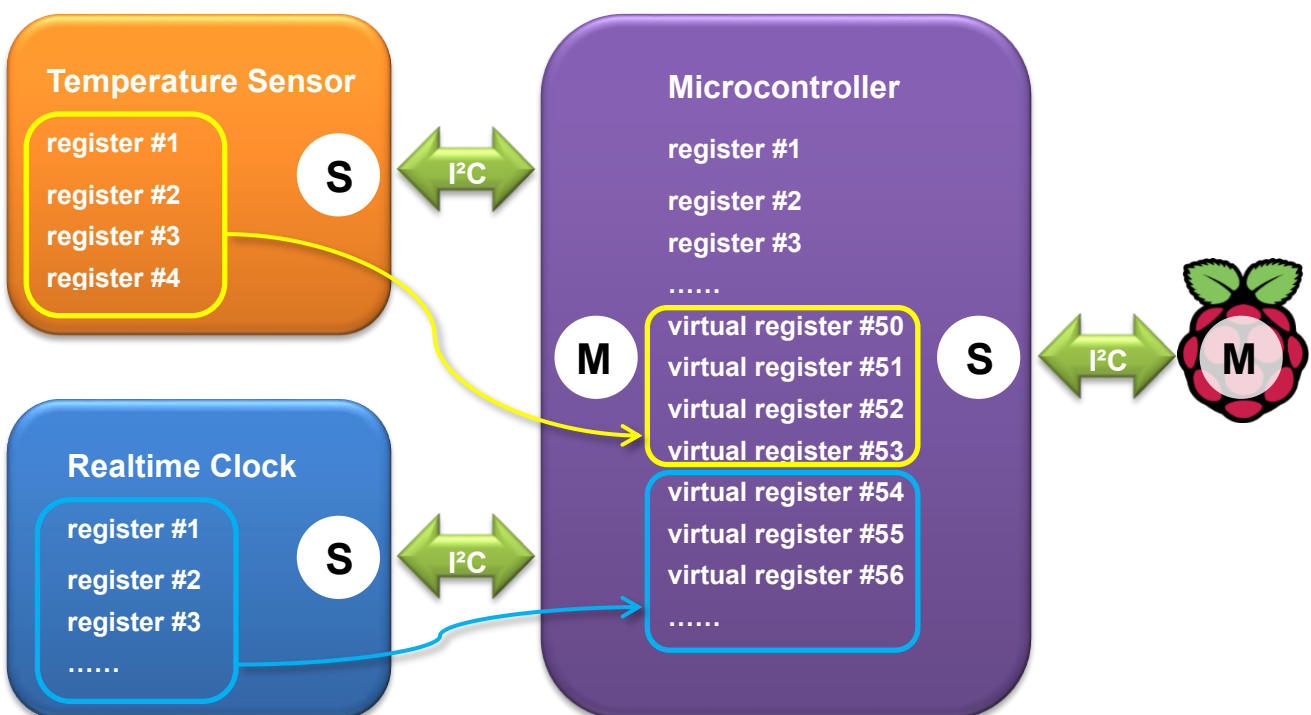 Temperature Sensor
register #1
register #2
register #3
register #4
S
I²C
Realtime Clock
register #1
register #2
register #3
......
S
I²C
Microcontroller
register #1
register #2
register #3
......
M
virtual register #50
virtual register #51
virtual register #52
virtual register #53
virtual register #54
virtual register #55
virtual register #56
......
S
I²C
M